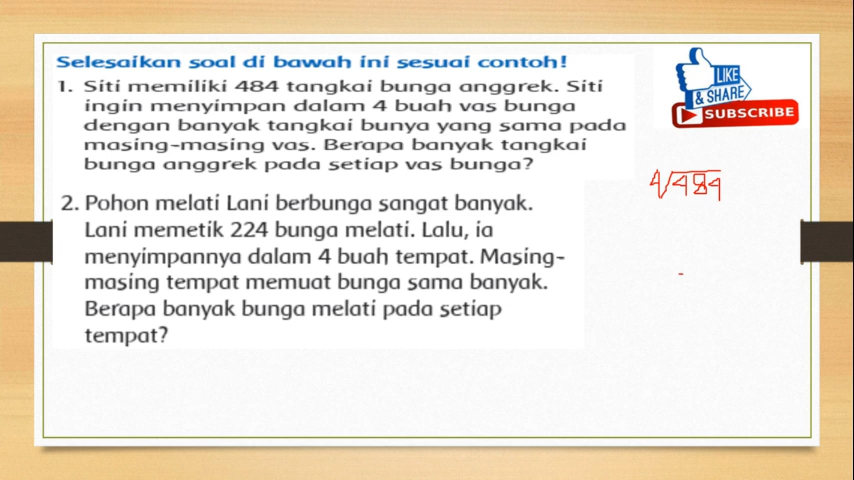 Selesaikan soal di bawah ini sesuai contoh!
1. Siti memiliki 484 tangkai bunga anggrek. Siti
ingin menyimpan dalam 4 buah vas bunga
dengan banyak tangkai bunya yang sama pada
masing-masing vas. Berapa banyak tangkai
bunga anggrek pada setiap vas bunga?
2. Pohon melati Lani berbunga sangat banyak.
Lani memetik 224 bunga melati. Lalu, ia
menyimpannya dalam 4 buah tempat. Masing-
masing tempat memuat bunga sama banyak.
Berapa banyak bunga melati pada setiap
tempat?
LIKE
& SHARE
SUBSCRIBE
4√484
-